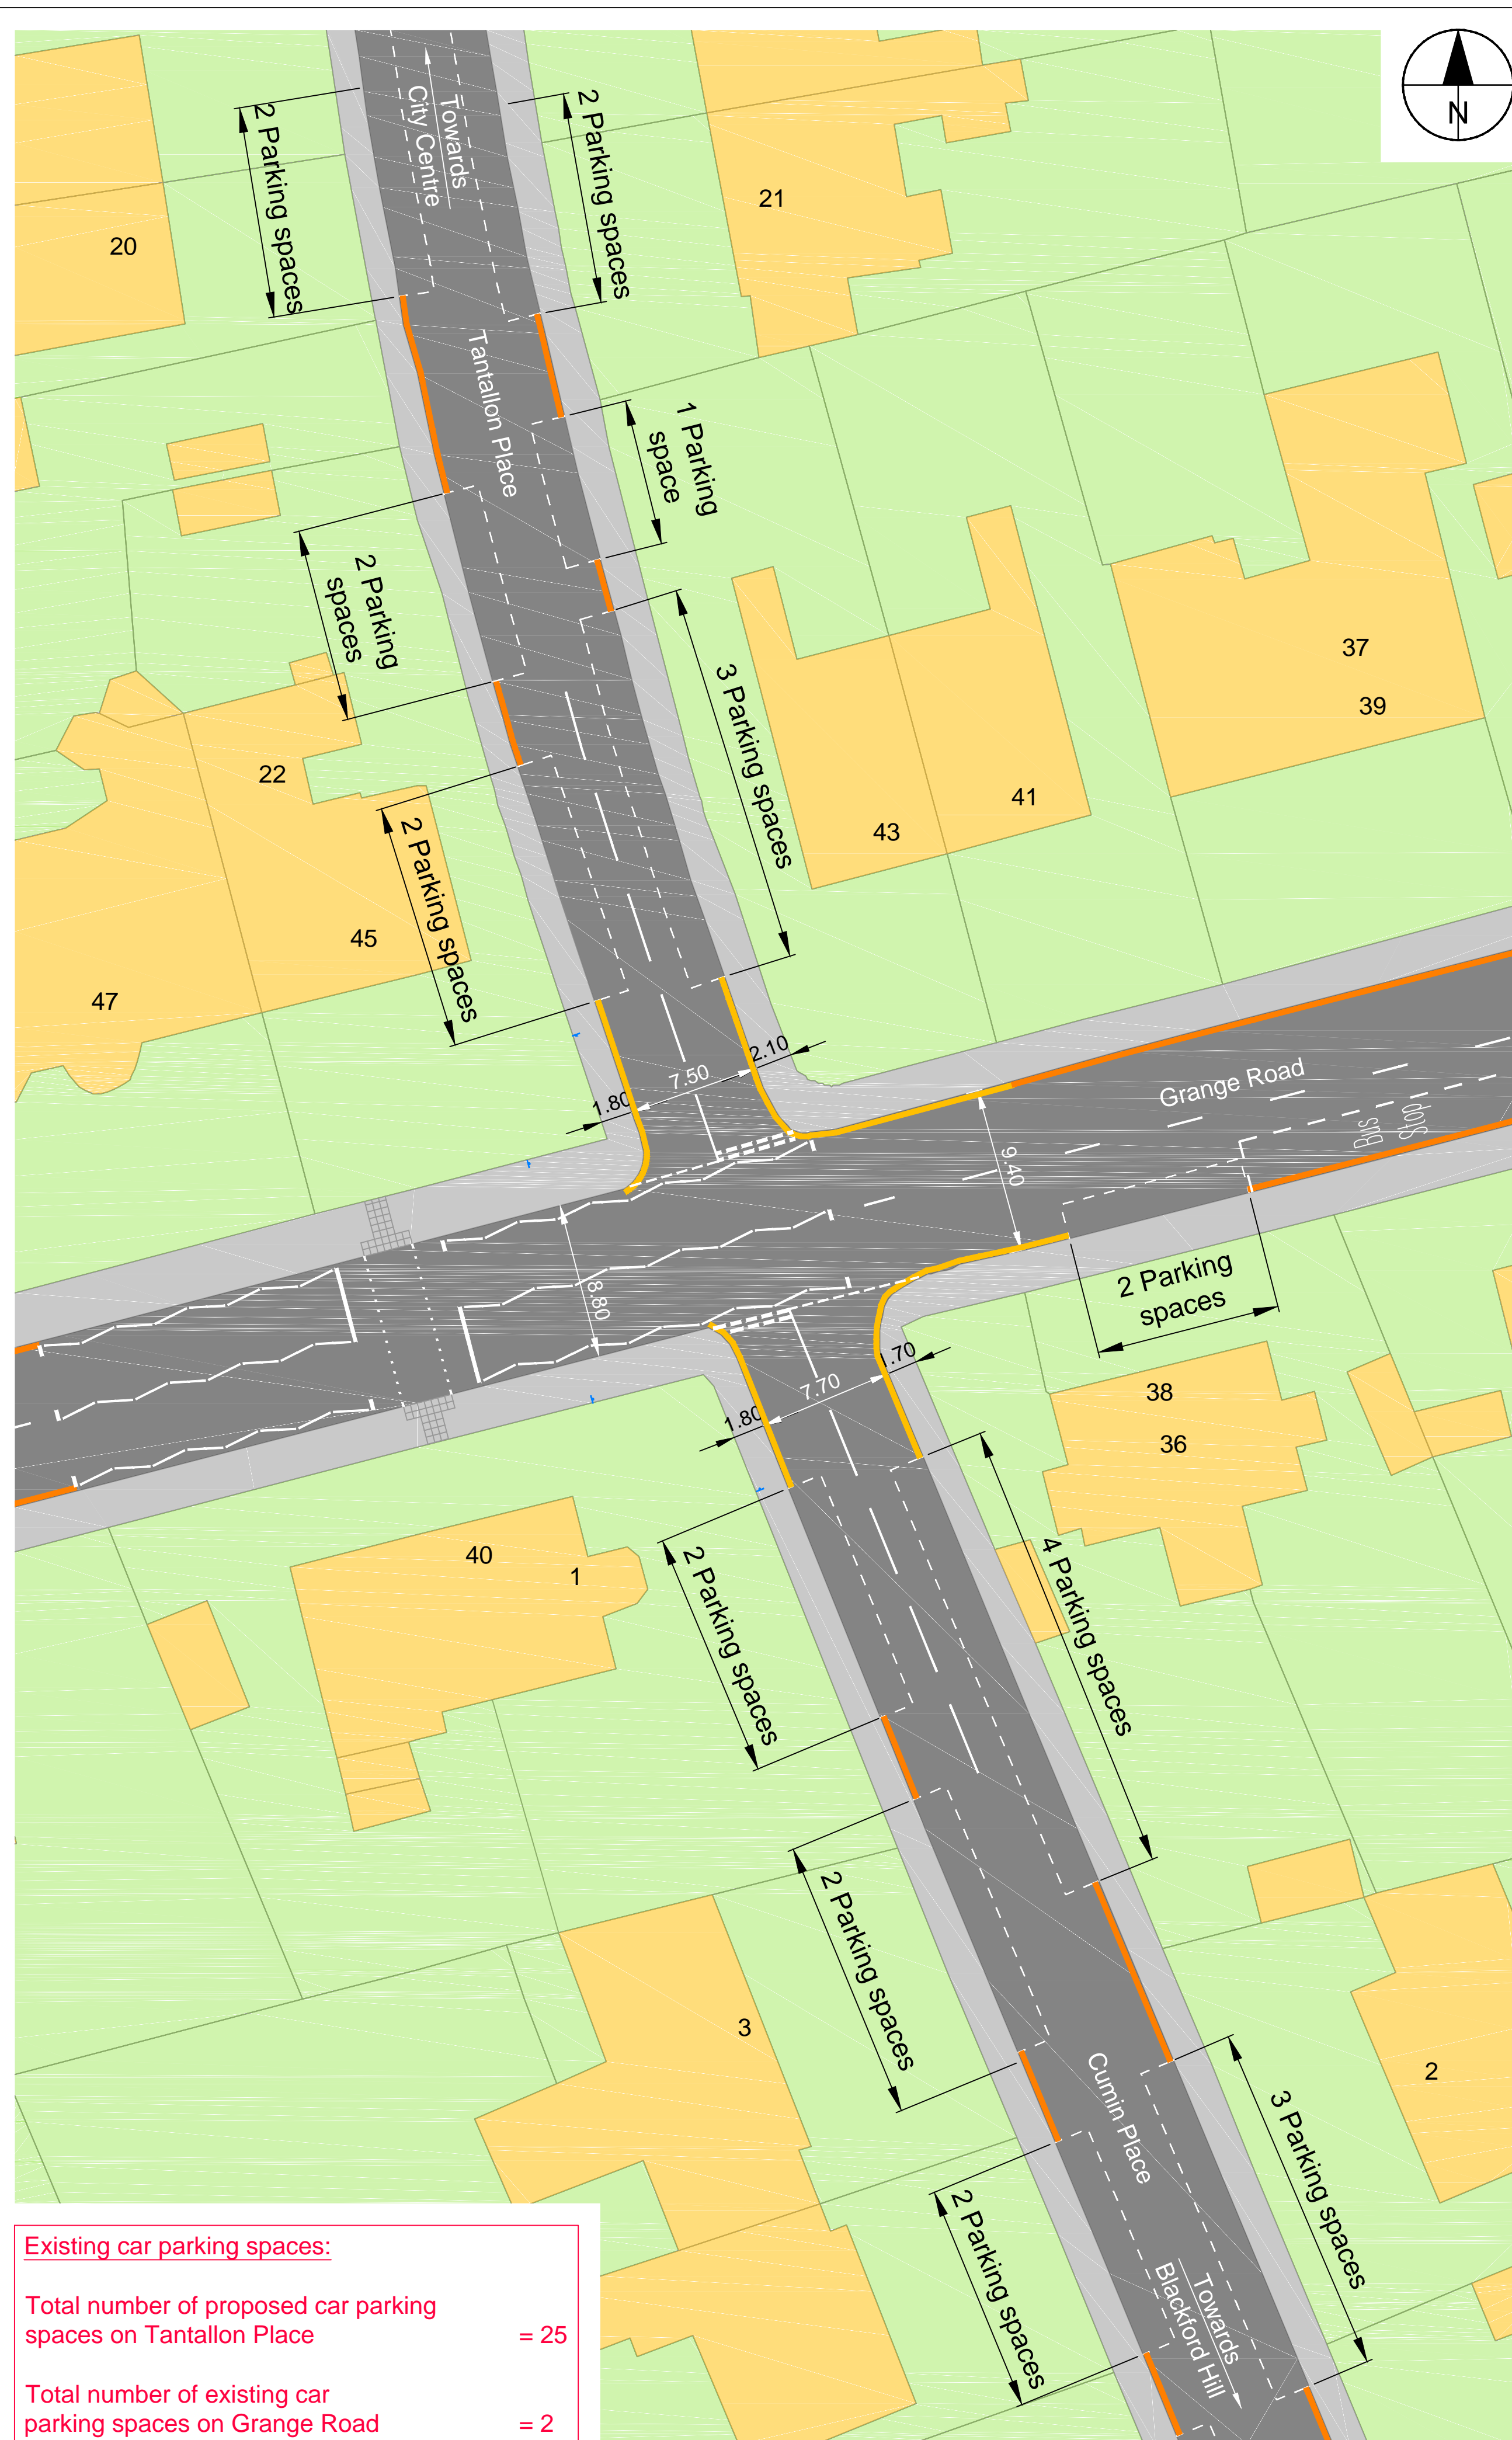 N
2 Parking spaces
Towards
City Centre
2 Parking spaces
21
20
Tantallon Place
1 Parking
space
2 Parking
spaces
3 Parking spaces
37
39
22
41
43
2 Parking spaces
45
47
2.10
7.50
1.80
Grange Road
Bus
Stop
9.40
8.80
2 Parking
spaces
1.70
7.70
1.80
38
36
40
1
2 Parking spaces
4 Parking spaces
2 Parking spaces
3
Cumin Place
2
3 Parking spaces
2 Parking spaces
Towards
Blackford Hill
Existing car parking spaces:
Total number of proposed car parking
spaces on Tantallon Place = 25
Total number of existing car
parking spaces on Grange Road = 2